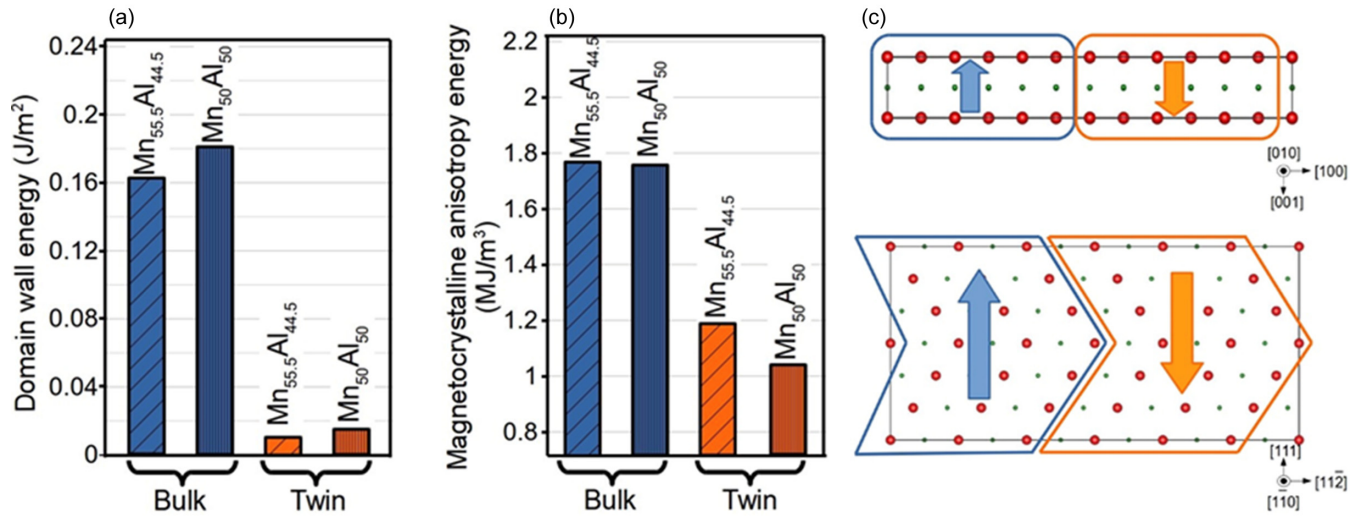 (a)
Domain wall energy (J/m²)
0.24
0.2
0.16
0.12
0.08
0.04
0
Mn₅₅.₅Al₄₄.₅
Mn₅₀Al₅₀
Mn₅₅.₅Al₄₄.₅
Mn₅₀Al₅₀
Bulk
Twin
(b)
Magnetocrystalline anisotropy energy
(MJ/m³)
2.2
2
1.8
1.6
1.4
1.2
1
0.8
Mn₅₅.₅Al₄₄.₅
Mn₅₀Al₅₀
Mn₅₅.₅Al₄₄.₅
Mn₅₀Al₅₀
Bulk
Twin
(c)
[010]
[100]
[001]
[111]
[112̄]
[11̄0]